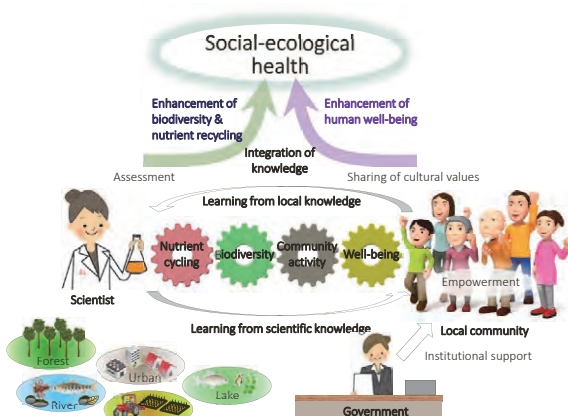 Social-ecological
health
Enhancement of
biodiversity &
nutrient recycling
Enhancement of
human well-being
Integration of
knowledge
Assessment
Sharing of cultural values
Learning from local knowledge
Nutrient
cycling
Biodiversity
Community
activity
Well-being
Scientist
Empowerment
Learning from scientific knowledge
Local community
Institutional support
Forest
Urban
River
Lake
Government